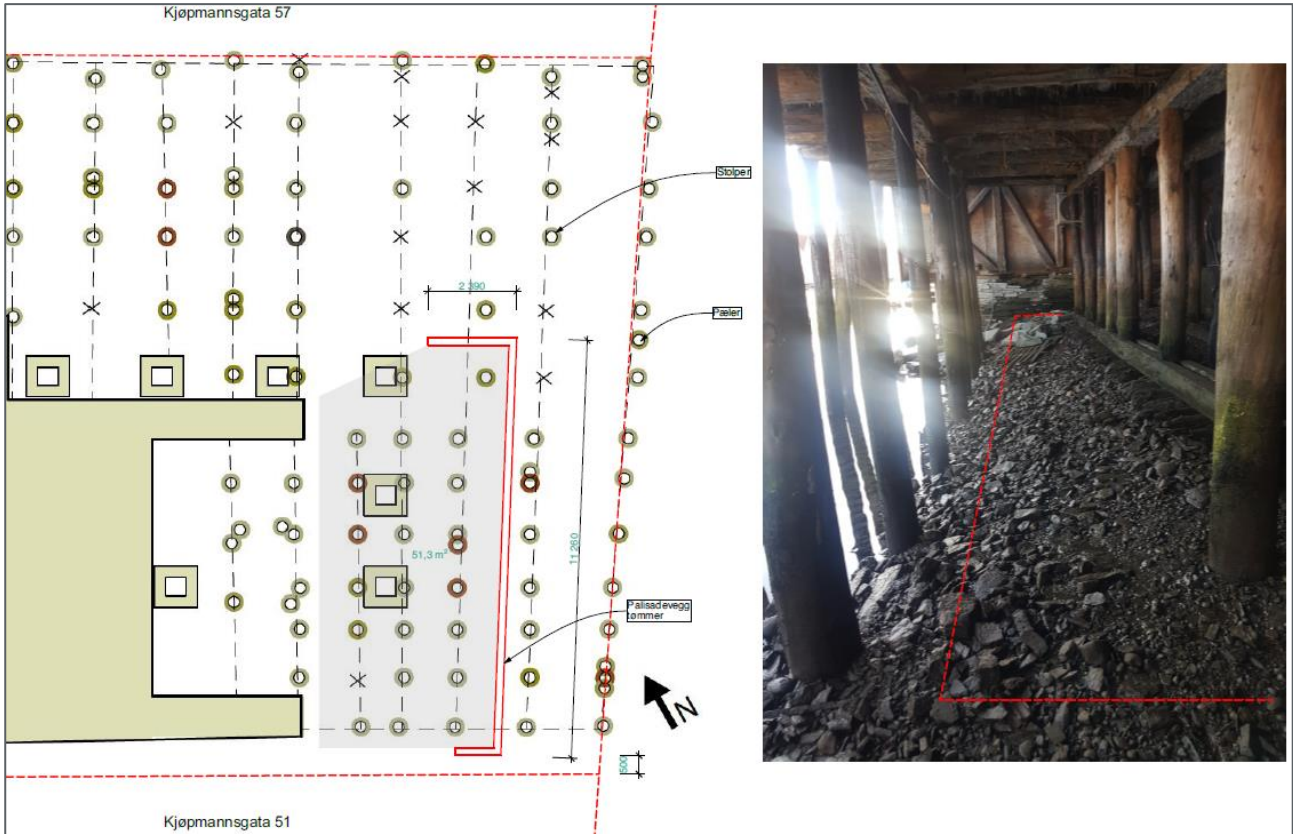 Kjøpmannsgata 57
Stolper
2 390
Pæler
11 260
51,3 m²
Palisadevegg
tømmer
N
500
Kjøpmannsgata 51